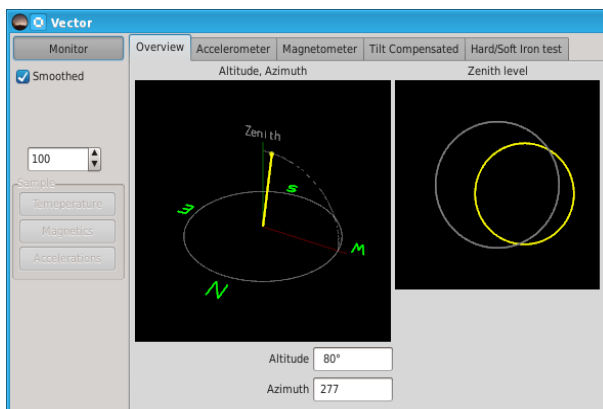 Vector
Monitor
Smoothed
100
Sample
Temeperature
Magnetics
Accelerations
Overview
Accelerometer
Magnetometer
Tilt Compensated
Hard/Soft Iron test
Altitude, Azimuth
Zenith level
Zenith
E
S
N
W
Altitude
80°
Azimuth
277